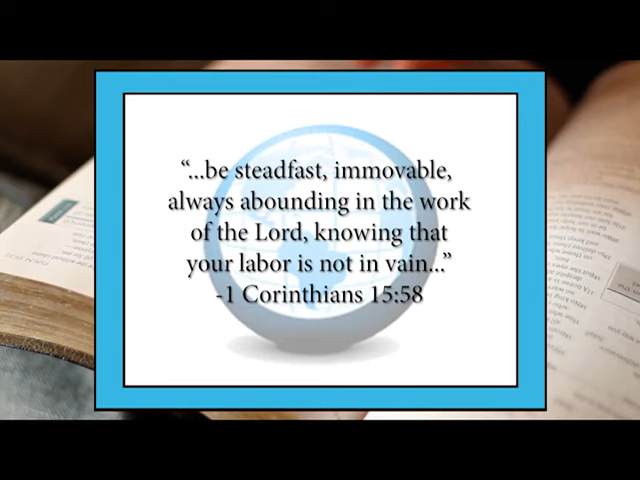 “...be steadfast, immovable,
always abounding in the work
of the Lord, knowing that
your labor is not in vain...”
-1 Corinthians 15:58